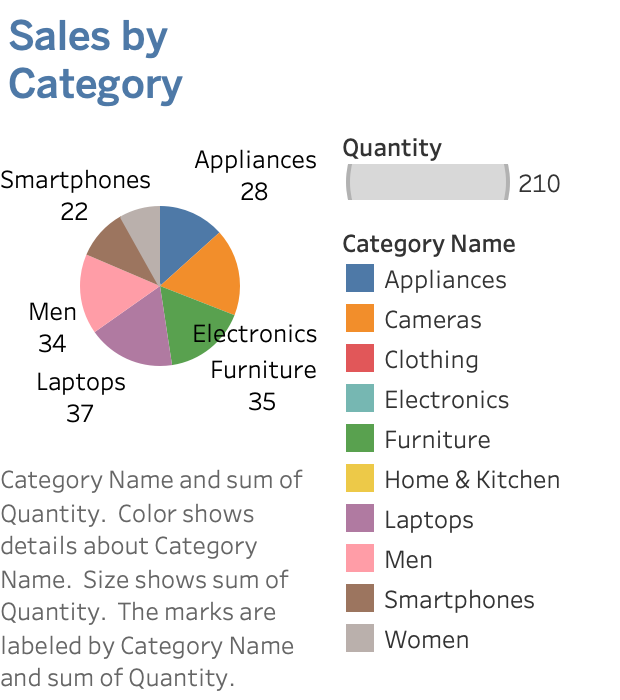 Sales by
Category
Quantity
210
Appliances
28
Smartphones
22
Men
34
Electronics
Furniture
35
Laptops
37
Category Name
Appliances
Cameras
Clothing
Electronics
Furniture
Home & Kitchen
Laptops
Men
Smartphones
Women
Category Name and sum of
Quantity. Color shows
details about Category
Name. Size shows sum of
Quantity. The marks are
labeled by Category Name
and sum of Quantity.